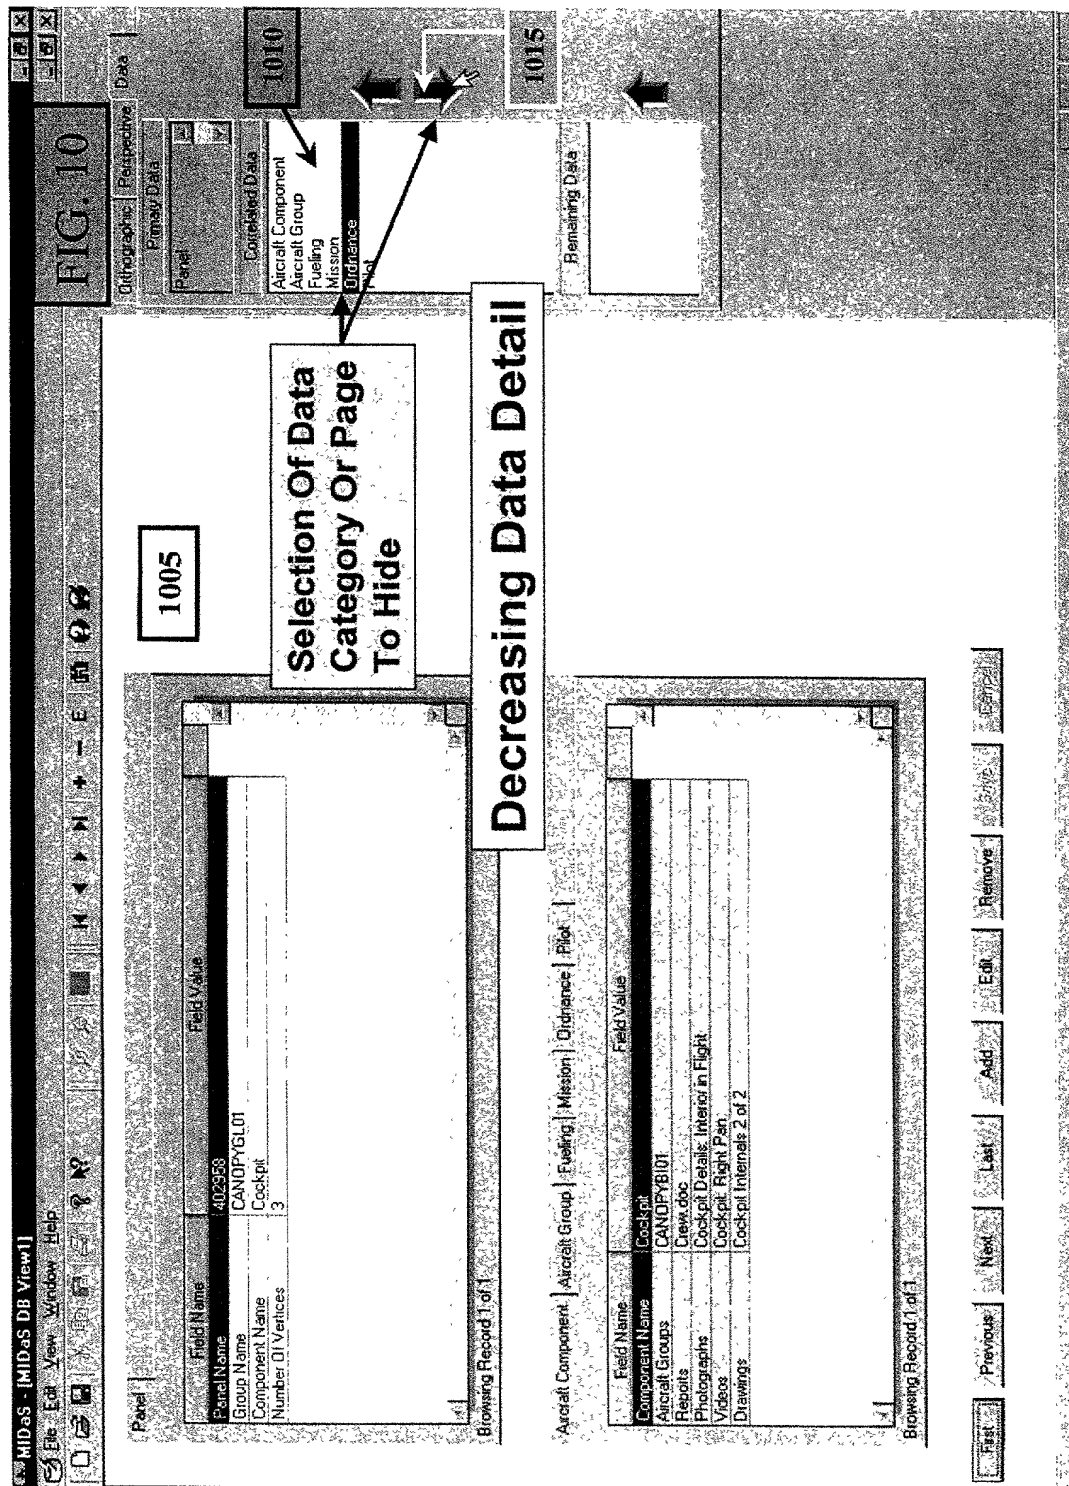 MIDaS - [MIDaS DB View1]
File Edit View Window Help
E
FIG. 10
Orthographic Perspective Data
Primary Data
Panel
Correlated Data
Aircraft Component
Aircraft Group
Fueling
Mission
Ordnance
Pilot
Remaining Data
1010
1015
1005
Selection Of Data
Category Or Page
To Hide
Decreasing Data Detail
Panel
Field Name Field Value
Panel Name 402958
Group Name CANOPYGL01
Component Name Cockpit
Number Of Vertices 3
Browsing Record 1 of 1
Aircraft Component Aircraft Group Fueling Mission Ordnance Pilot
Field Name Field Value
Component Name Cockpit
Aircraft Groups CANOPYBI01
Reports Crew.doc
Photographs Cockpit Details: Interior in Flight
Videos Cockpit: Right Pan
Drawings Cockpit Internals 2 of 2
Browsing Record 1 of 1
First Previous Next Last Add Edit Remove Save Cancel